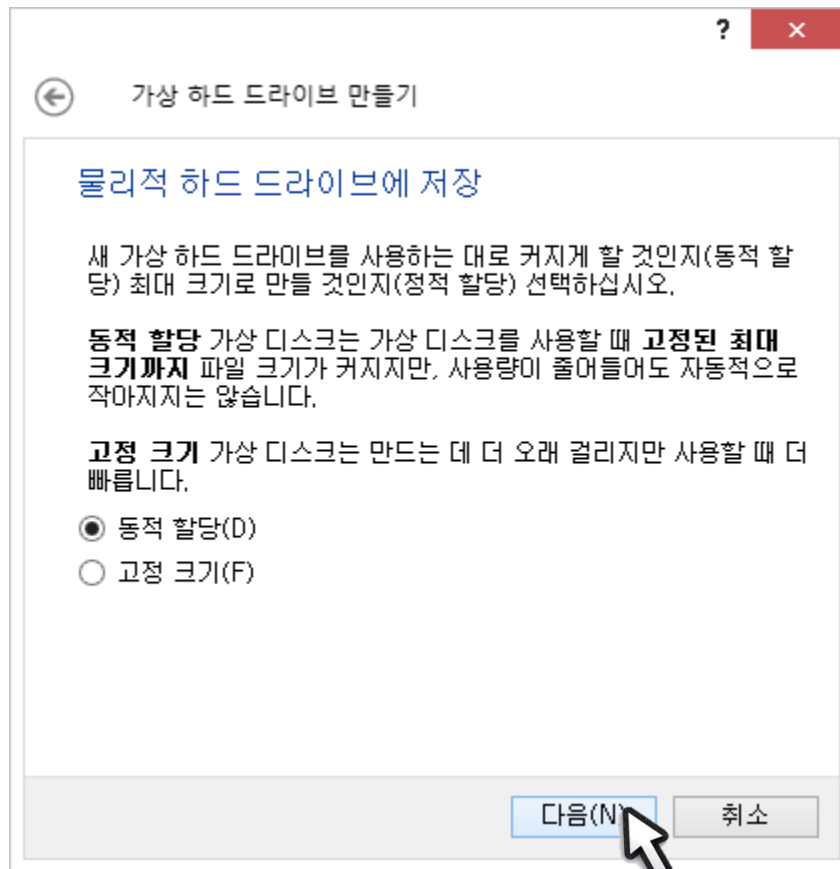 ?
가상 하드 드라이브 만들기
물리적 하드 드라이브에 저장
새 가상 하드 드라이브를 사용하는 대로 커지게 할 것인지(동적 할
당) 최대 크기로 만들 것인지(정적 할당) 선택하십시오.
동적 할당 가상 디스크는 가상 디스크를 사용할 때 고정된 최대
크기까지 파일 크기가 커지지만, 사용량이 줄어들어도 자동적으로
작아지지는 않습니다.
고정 크기 가상 디스크는 만드는 데 더 오래 걸리지만 사용할 때 더
빠릅니다.
동적 할당(D)
고정 크기(F)
다음(N) 취소